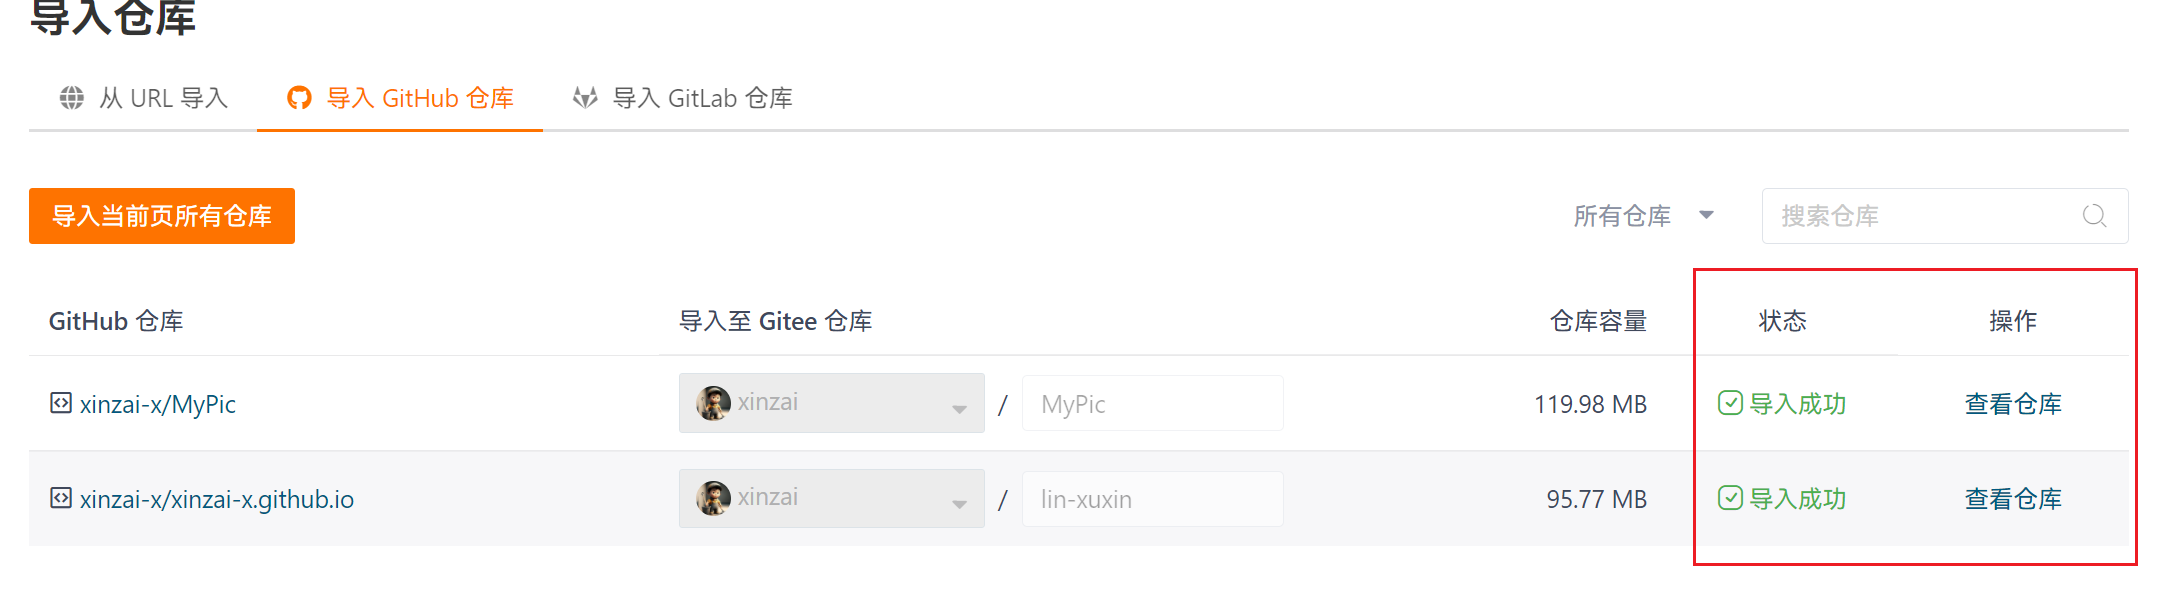 导入仓库
从 URL 导入 导入 GitHub 仓库 导入 GitLab 仓库
导入当前页所有仓库 所有仓库 搜索仓库
GitHub 仓库 导入至 Gitee 仓库 仓库容量 状态 操作
xinzai-x/MyPic xinzai / MyPic 119.98 MB 导入成功 查看仓库
xinzai-x/xinzai-x.github.io xinzai / lin-xuxin 95.77 MB 导入成功 查看仓库